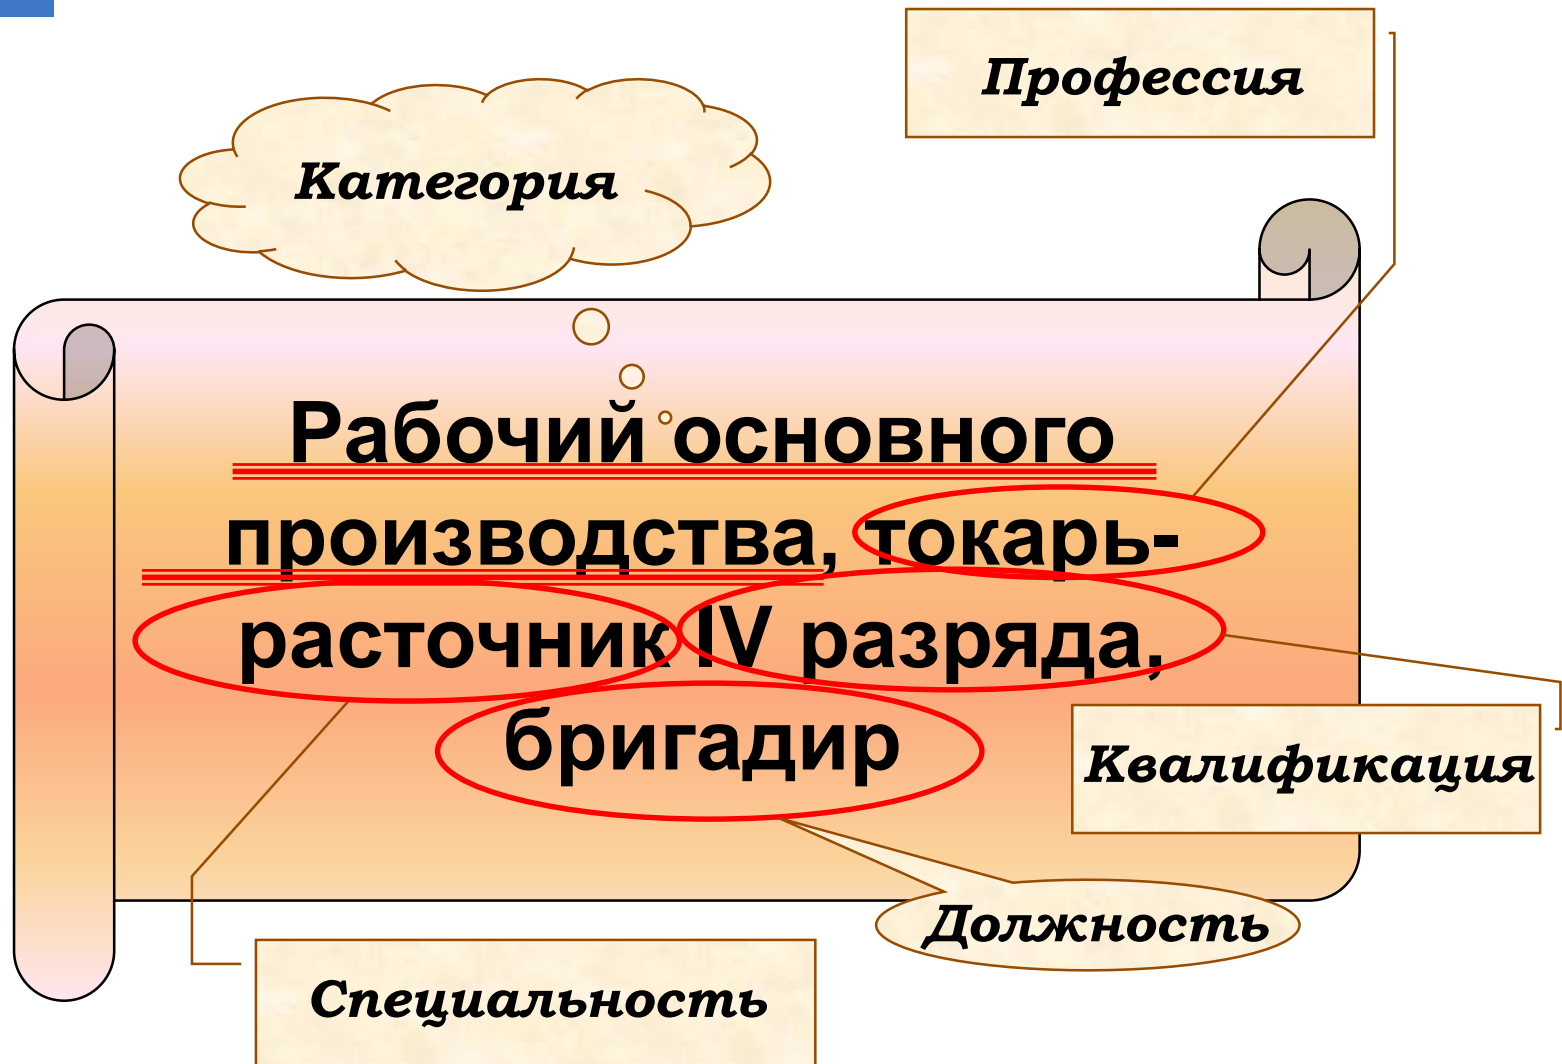 Профессия
Категория
Рабочий основного
производства, токарь-
расточник IV разряда,
бригадир
Квалификация
Должность
Специальность